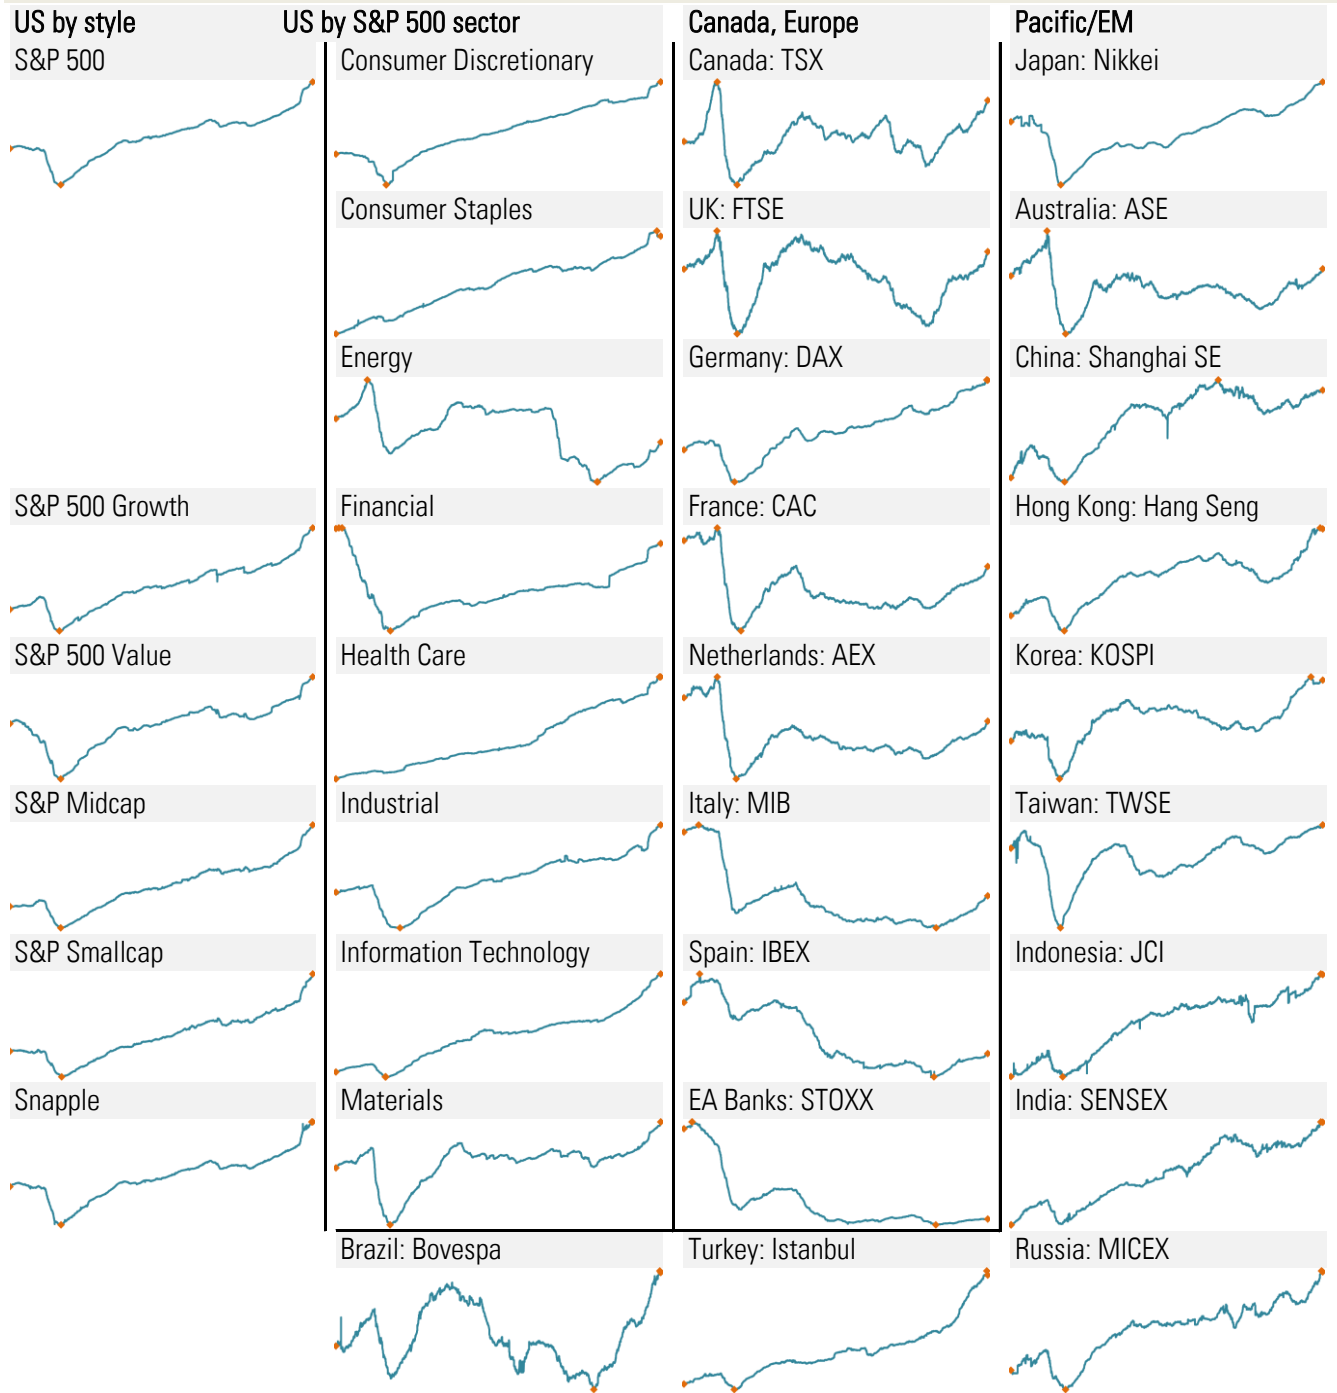 US by style
US by S&P 500 sector
Canada, Europe
Pacific/EM
S&P 500
Consumer Discretionary
Canada: TSX
Japan: Nikkei
Consumer Staples
UK: FTSE
Australia: ASE
Energy
Germany: DAX
China: Shanghai SE
S&P 500 Growth
Financial
France: CAC
Hong Kong: Hang Seng
S&P 500 Value
Health Care
Netherlands: AEX
Korea: KOSPI
S&P Midcap
Industrial
Italy: MIB
Taiwan: TWSE
S&P Smallcap
Information Technology
Spain: IBEX
Indonesia: JCI
Snapple
Materials
EA Banks: STOXX
India: SENSEX
Brazil: Bovespa
Turkey: Istanbul
Russia: MICEX